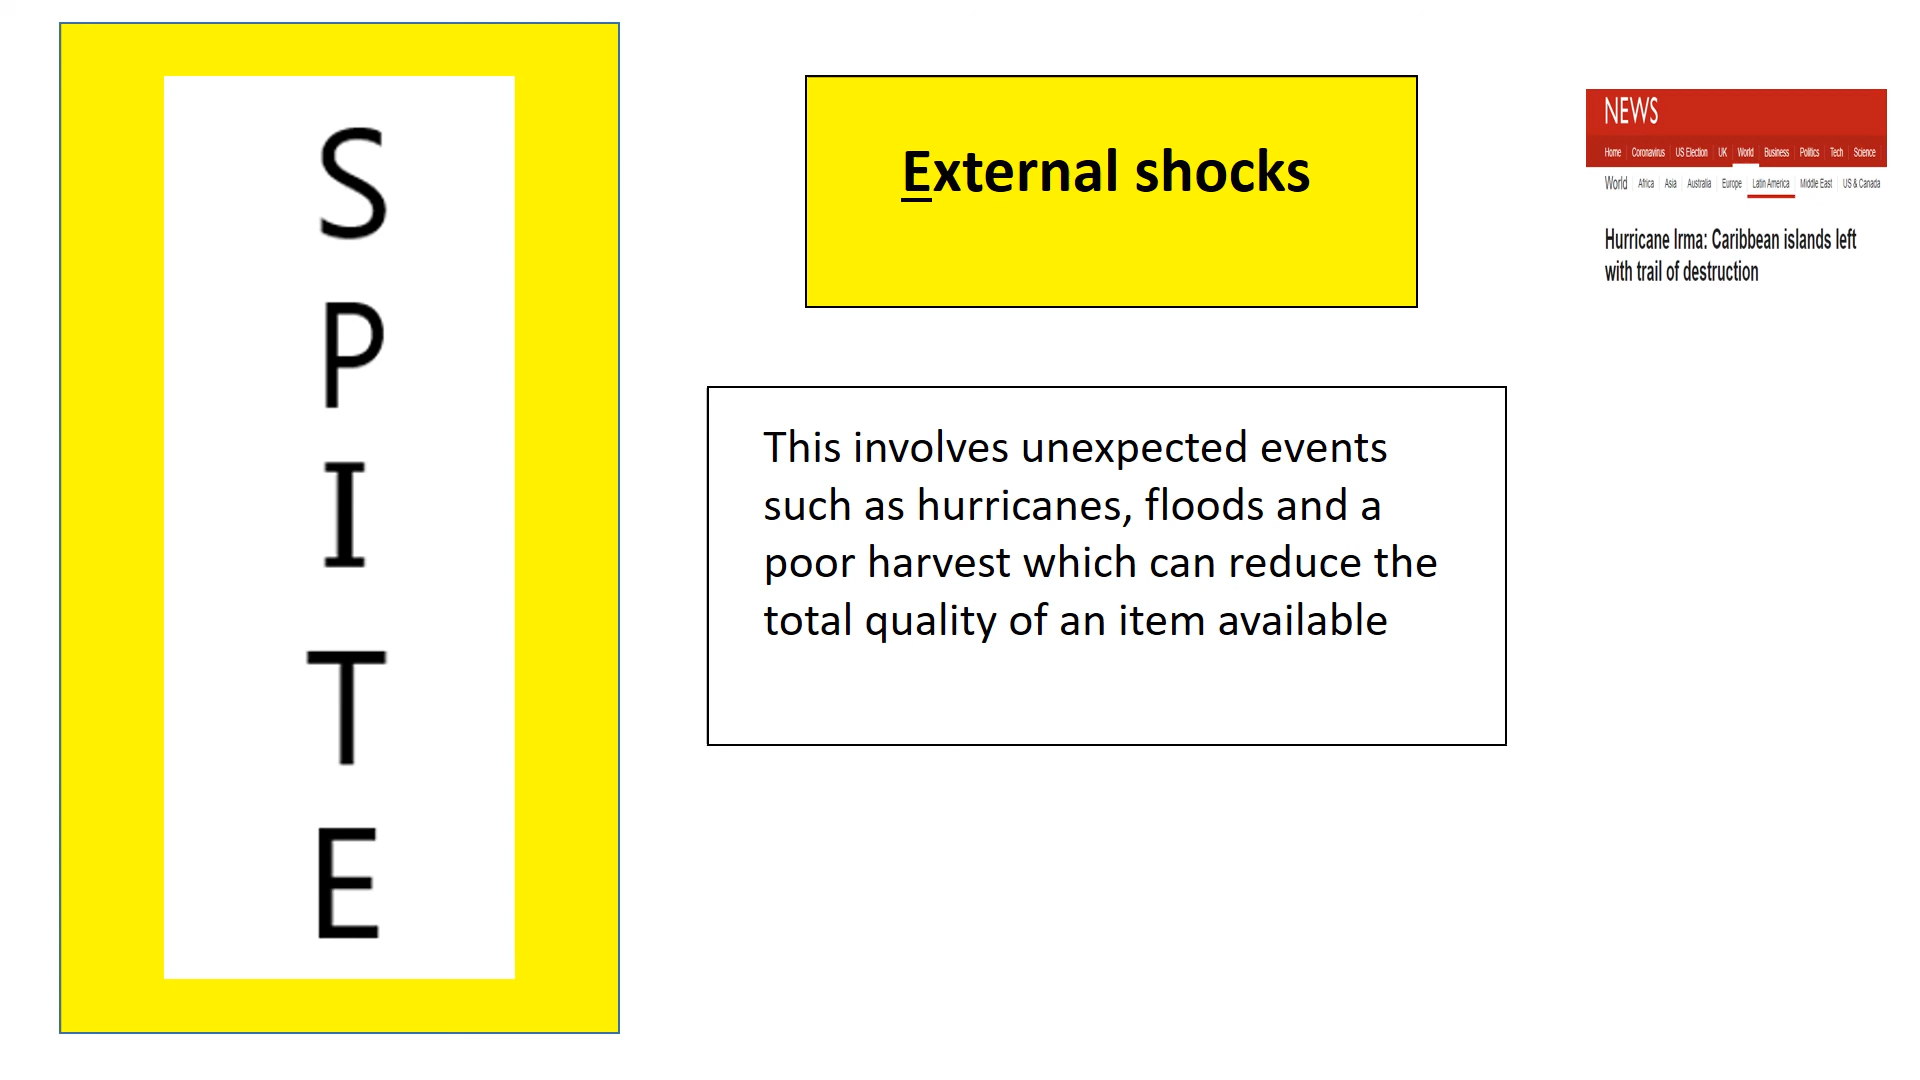 S
P
I
T
E
External shocks
This involves unexpected events
such as hurricanes, floods and a
poor harvest which can reduce the
total quality of an item available
NEWS
Home Coronavirus US Election UK World Business Politics Tech Science
World Africa Asia Australia Europe Latin America Middle East US & Canada
Hurricane Irma: Caribbean islands left
with trail of destruction